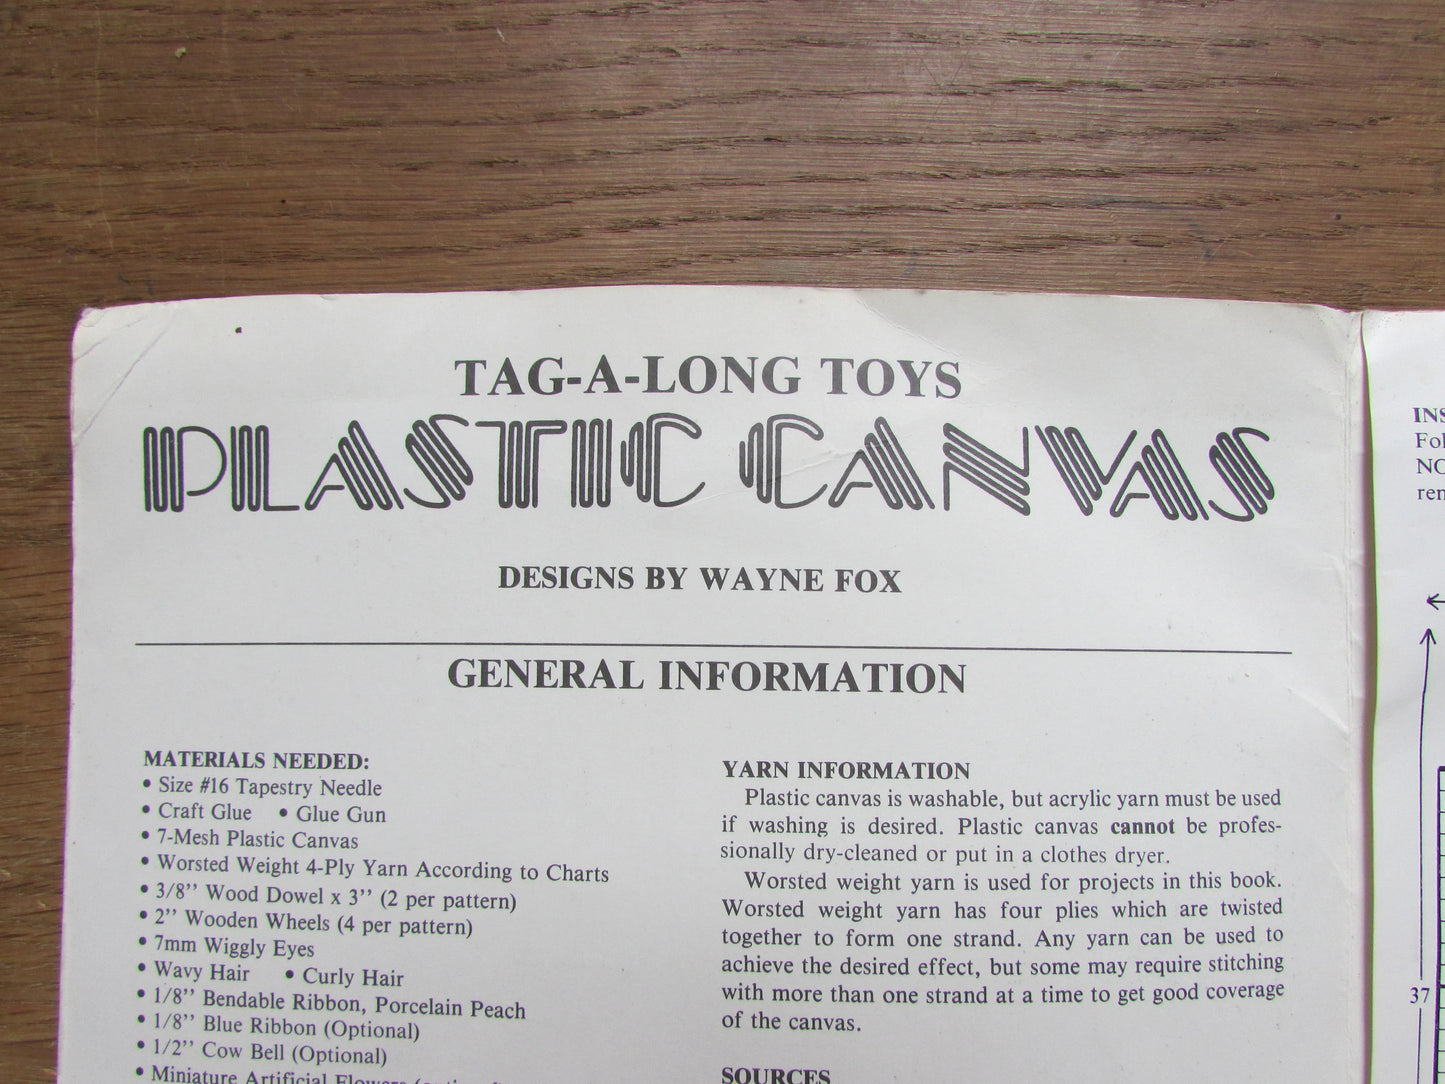 TAG-A-LONG TOYS
PLASTIC CANVAS
DESIGNS BY WAYNE FOX
GENERAL INFORMATION
MATERIALS NEEDED:
• Size #16 Tapestry Needle
• Craft Glue • Glue Gun
• 7-Mesh Plastic Canvas
• Worsted Weight 4-Ply Yarn According to Charts
• 3/8’’ Wood Dowel x 3’’ (2 per pattern)
• 2’’ Wooden Wheels (4 per pattern)
• 7mm Wiggly Eyes
• Wavy Hair • Curly Hair
• 1/8’’ Bendable Ribbon, Porcelain Peach
• 1/8’’ Blue Ribbon (Optional)
• 1/2’’ Cow Bell (Optional)
• Miniature Artificial Flowers
YARN INFORMATION
Plastic canvas is washable, but acrylic yarn must be used
if washing is desired. Plastic canvas cannot be profes-
sionally dry-cleaned or put in a clothes dryer.
Worsted weight yarn is used for projects in this book.
Worsted weight yarn has four plies which are twisted
together to form one strand. Any yarn can be used to
achieve the desired effect, but some may require stitching
with more than one strand at a time to get good coverage
of the canvas.
SOURCES
INS
Fol
NO
ren
37